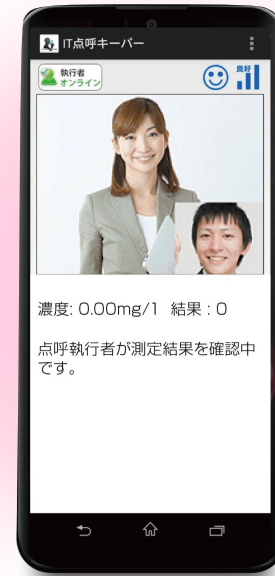 IT点呼キーパー
執行者
オンライン
良好
濃度: 0.00mg/1 結果 : 0
点呼執行者が測定結果を確認中
です。